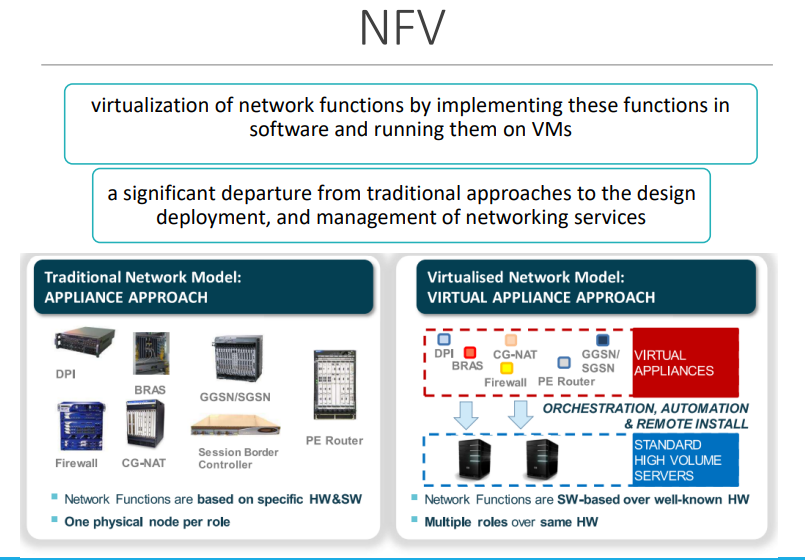 NFV
virtualization of network functions by implementing these functions in
software and running them on VMs
a significant departure from traditional approaches to the design
deployment, and management of networking services
Traditional Network Model:
APPLIANCE APPROACH
DPI
BRAS
GGSN/SGSN
PE Router
Firewall
CG-NAT
Session Border
Controller
Network Functions are based on specific HW&SW
One physical node per role
Virtualised Network Model:
VIRTUAL APPLIANCE APPROACH
DPI
BRAS
CG-NAT
Firewall
PE Router
GGSN/
SGSN
VIRTUAL
APPLIANCES
ORCHESTRATION, AUTOMATION
& REMOTE INSTALL
STANDARD
HIGH VOLUME
SERVERS
Network Functions are SW-based over well-known HW
Multiple roles over same HW